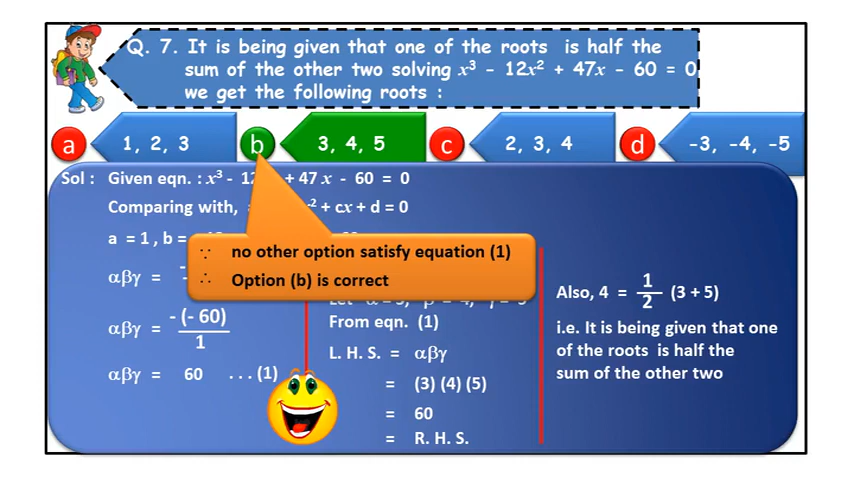 Q. 7. It is being given that one of the roots is half the
sum of the other two solving x³ - 12x² + 47x - 60 = 0
we get the following roots :
a 1, 2, 3 b 3, 4, 5 c 2, 3, 4 d -3, -4, -5
Sol : Given eqn. : x³ - 12 + 47 x - 60 = 0
Comparing with, + cx + d = 0
a = 1 , b =
∵ no other option satisfy equation (1)
∴ Option (b) is correct
αβγ =
αβγ = - (- 60) / 1
αβγ = 60 . . . (1)
From eqn. (1)
L. H. S. = αβγ
= (3) (4) (5)
= 60
= R. H. S.
Also, 4 = 1/2 (3 + 5)
i.e. It is being given that one
of the roots is half the
sum of the other two